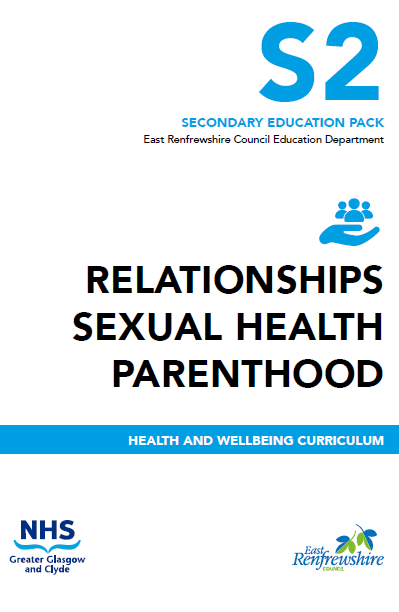 S2
SECONDARY EDUCATION PACK
East Renfrewshire Council Education Department
RELATIONSHIPS
SEXUAL HEALTH
PARENTHOOD
HEALTH AND WELLBEING CURRICULUM
NHS
Greater Glasgow
and Clyde
East
Renfrewshire
COUNCIL